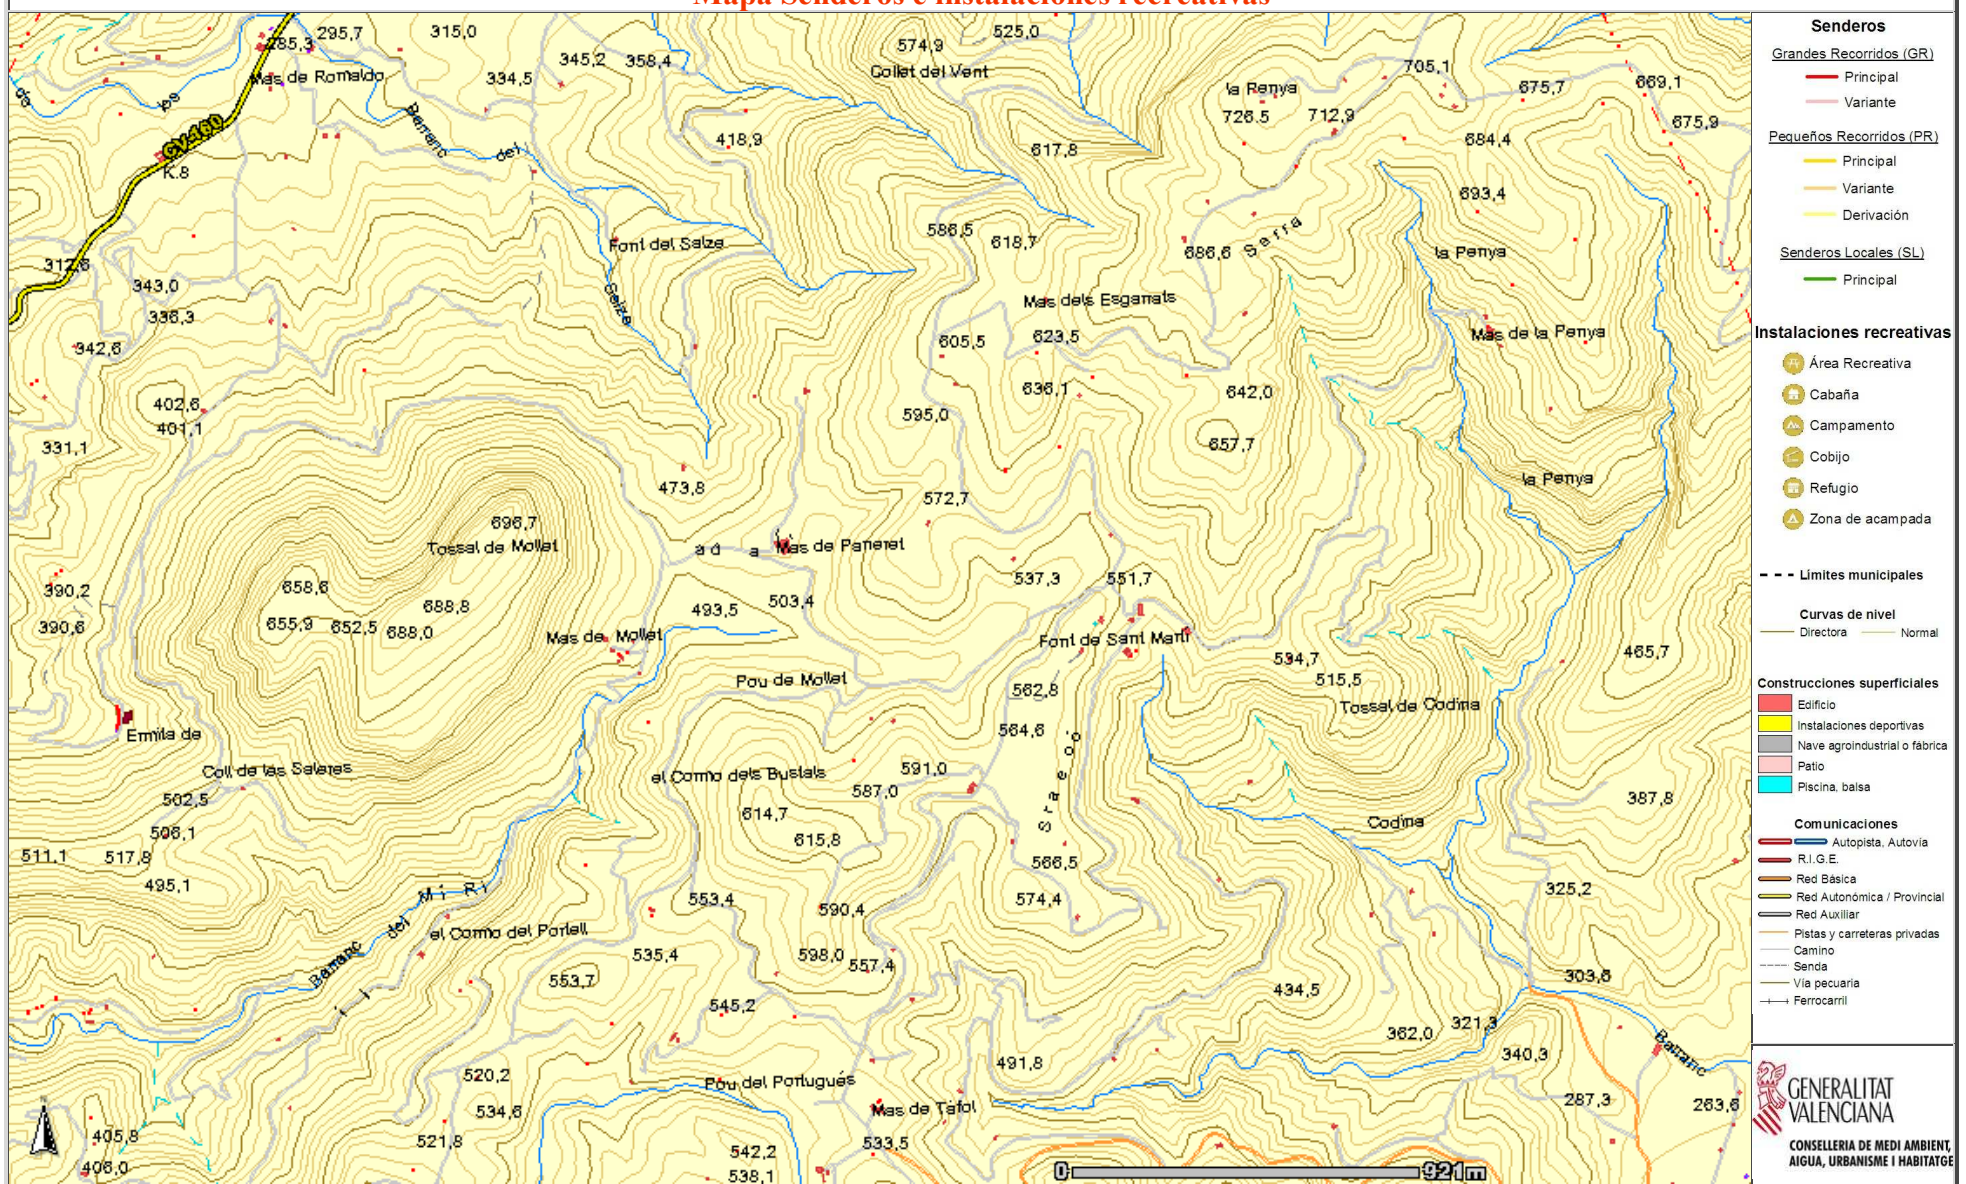 Mapa Senderos e instalaciones recreativas
295,7
285,3
315,0
345,2
358,4
334,5
574,9
525,0
Collet del Vent
Mas de Romaldo
418,9
617,8
la Penya
726.5
712,9
705,1
675,7
669,1
675,9
684,4
693,4
de
les
CV-160
K.8
Barranc
del
Font del Salze
586,5
618,7
686,6
Serra
la Penya
312,6
343,0
336,3
342,6
Mas dels Esgarrats
623,5
605,5
636,1
595,0
642,0
657,7
Mas de la Penya
402,6
401,1
331,1
473,8
572,7
la Penya
696,7
Tossal de Mollet
658,6
688,8
655,9
652,5
688,0
a d a
Mas de Parreret
503,4
493,5
537,3
551,7
390,2
390,6
Mas de Mollet
Font de Sant Martí
534,7
515,5
Tossal de Codina
465,7
Pou de Mollet
562,8
564,6
Ermita de
Coll de les Saleres
502,5
506,1
511,1
517,8
495,1
el Cormo dels Bustals
591,0
587,0
614,7
615,8
566,5
574,4
Codina
387,8
325,2
Barranc
del
M i R i
el Cormo del Portell
553,4
590,4
598,0
557,4
535,4
553,7
545,2
434,5
303,6
321,3
362,0
340,3
Barranc
491,8
520,2
534,6
521,8
Pou del Portugués
Mas de Tafol
533,5
542,2
538,1
405,8
406,0
287,3
263,6
N
0
921m
Senderos
Grandes Recorridos (GR)
Principal
Variante
Pequeños Recorridos (PR)
Principal
Variante
Derivación
Senderos Locales (SL)
Principal
Instalaciones recreativas
Área Recreativa
Cabaña
Campamento
Cobijo
Refugio
Zona de acampada
Límites municipales
Curvas de nivel
Directora
Normal
Construcciones superficiales
Edificio
Instalaciones deportivas
Nave agroindustrial o fábrica
Patio
Piscina, balsa
Comunicaciones
Autopista, Autovía
R.I.G.E.
Red Básica
Red Autonómica / Provincial
Red Auxiliar
Pistas y carreteras privadas
Camino
Senda
Vía pecuaria
Ferrocarril
GENERALITAT
VALENCIANA
CONSELLERIA DE MEDI AMBIENT,
AIGUA, URBANISME I HABITATGE